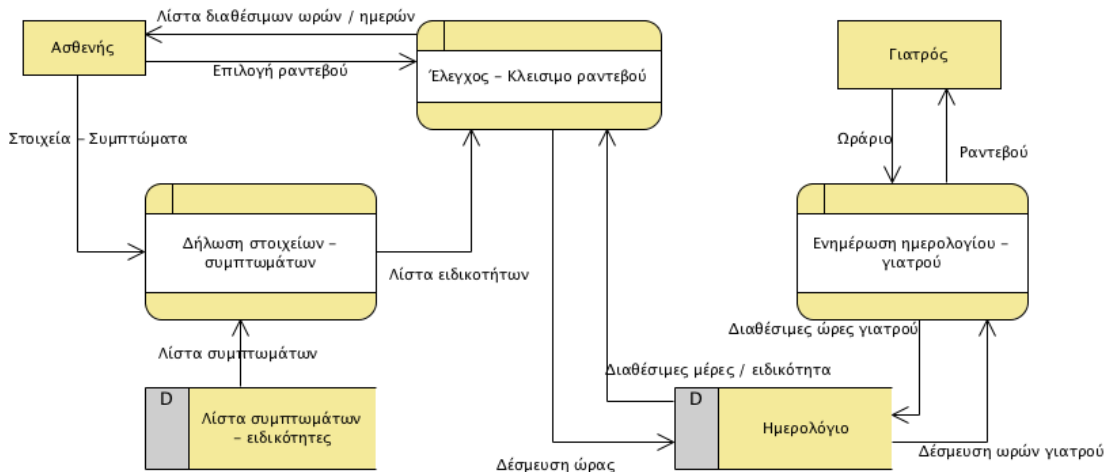 Λίστα διαθέσιμων ωρών / ημερών
Ασθενής
Επιλογή ραντεβού
Έλεγχος – Κλεισιμο ραντεβού
Γιατρός
Στοιχεία – Συμπτώματα
Ωράριο
Ραντεβού
Δήλωση στοιχείων –
συμπτωμάτων
Λίστα ειδικοτήτων
Ενημέρωση ημερολογίου –
γιατρού
Λίστα συμπτωμάτων
Διαθέσιμες ώρες γιατρού
Διαθέσιμες μέρες / ειδικότητα
D
Λίστα συμπτωμάτων
– ειδικότητες
D
Ημερολόγιο
Δέσμευση ώρας
Δέσμευση ωρών γιατρού